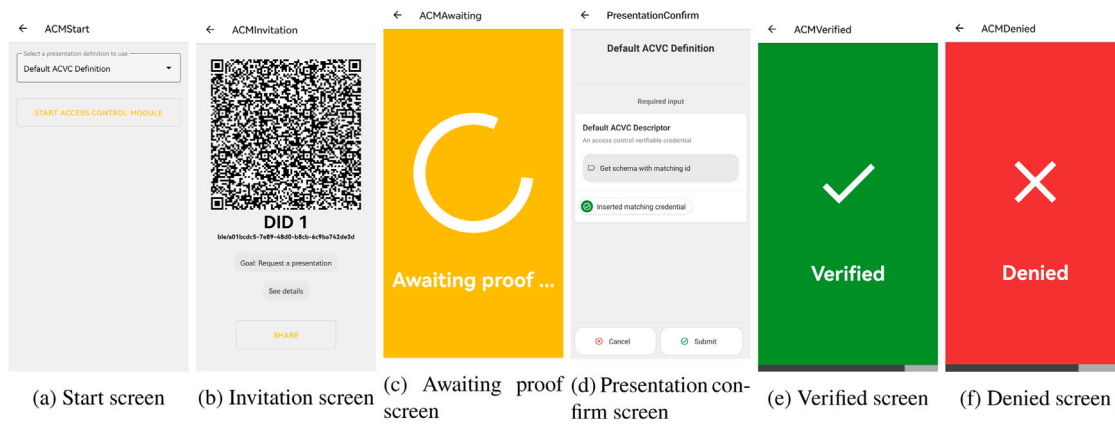 ACMStart
Select a presentation definition to use
Default ACVC Definition
START ACCESS CONTROL MODULE
(a) Start screen
ACMInvitation
DID 1
ble/a01bcdc5-7e89-48d0-b8cb-6c9ba742de3d
Goal: Request a presentation
See details
SHARE
(b) Invitation screen
ACMAwaiting
Awaiting proof ...
(c) Awaiting proof
screen
PresentationConfirm
Default ACVC Definition
Required input
Default ACVC Descriptor
An access control verifiable credential
Get schema with matching id
Inserted matching credential
Cancel
Submit
(d) Presentation con-
firm screen
ACMVerified
Verified
(e) Verified screen
ACMDenied
Denied
(f) Denied screen